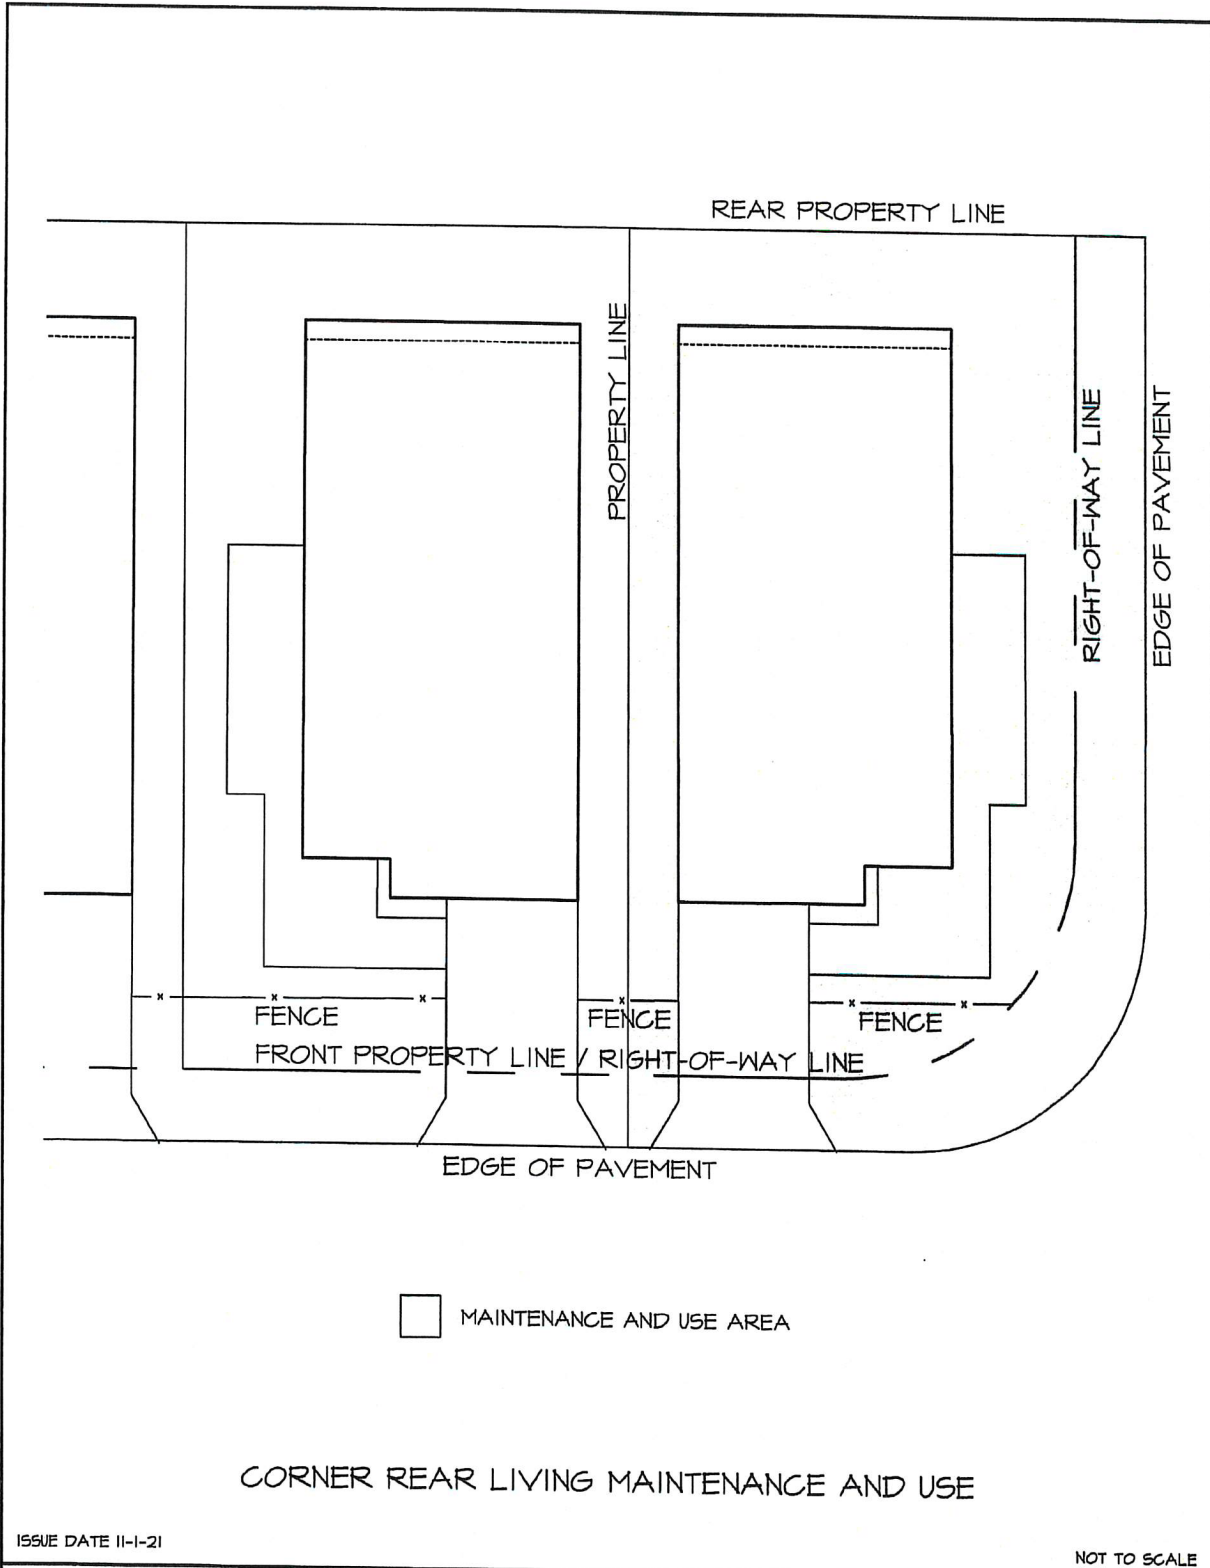 REAR PROPERTY LINE
PROPERTY LINE
RIGHT-OF-WAY LINE
EDGE OF PAVEMENT
x x x x x x
FENCE FENCE FENCE
FRONT PROPERTY LINE / RIGHT-OF-WAY LINE
EDGE OF PAVEMENT
MAINTENANCE AND USE AREA
CORNER REAR LIVING MAINTENANCE AND USE
ISSUE DATE 11-1-21
NOT TO SCALE